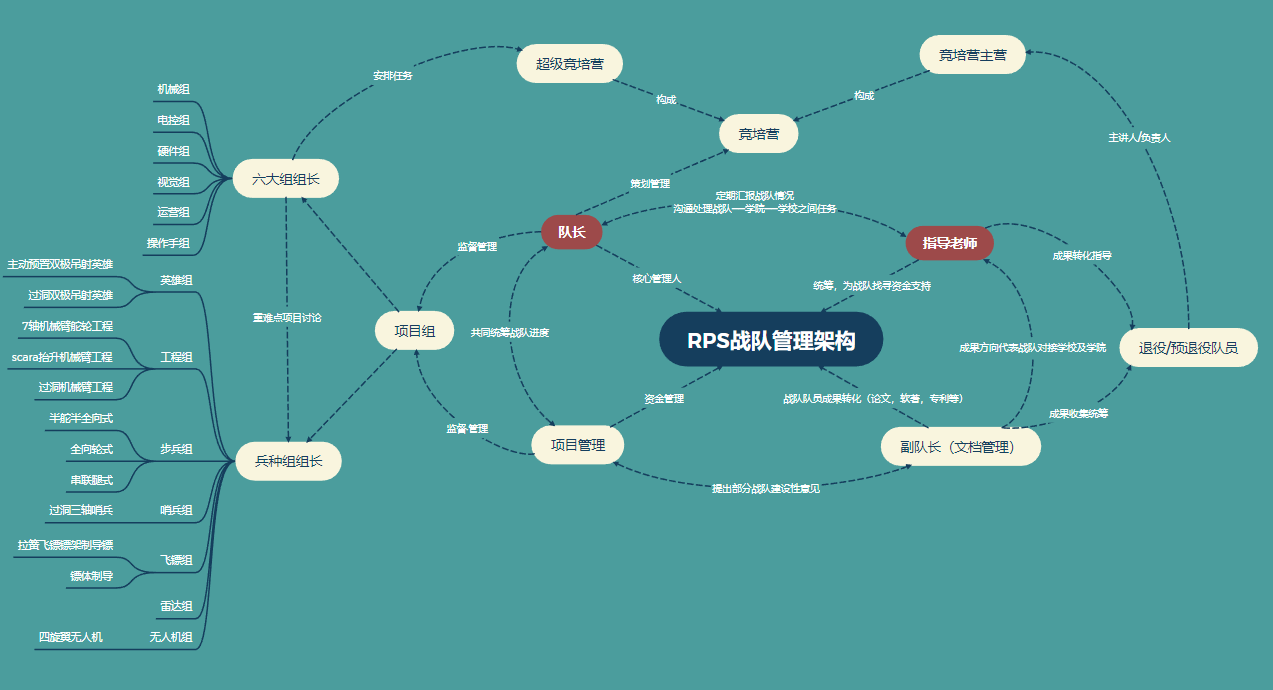 超级竟培营
竟培营主营
安排任务
构成
构成
竟培营
主讲人/负责人
机械组
电控组
硬件组
视觉组
运营组
操作手组
六大组组长
策划管理
定期汇报战队情况
沟通处理战队——学院——学校之间任务
队长
指导老师
监督管理
核心管理人
成果转化指导
统筹，为战队找寻资金支持
主动预置双极吊射英雄
过洞双极吊射英雄
英雄组
重难点项目讨论
项目组
共同统筹战队进度
RPS战队管理架构
成果方向代表战队对接学校及学院
退役/预退役队员
7轴机械臂舵轮工程
scara抬升机械臂工程
过洞机械臂工程
工程组
资金管理
战队队员成果转化（论文，软著，专利等）
成果收集统筹
监督·管理
项目管理
副队长（文档管理）
提出部分战队建设性意见
兵种组组长
半舵半全向式
全向轮式
串联腿式
步兵组
过洞三轴哨兵
哨兵组
拉簧飞镖镖架制导镖
镖体制导
飞镖组
雷达组
四旋翼无人机
无人机组